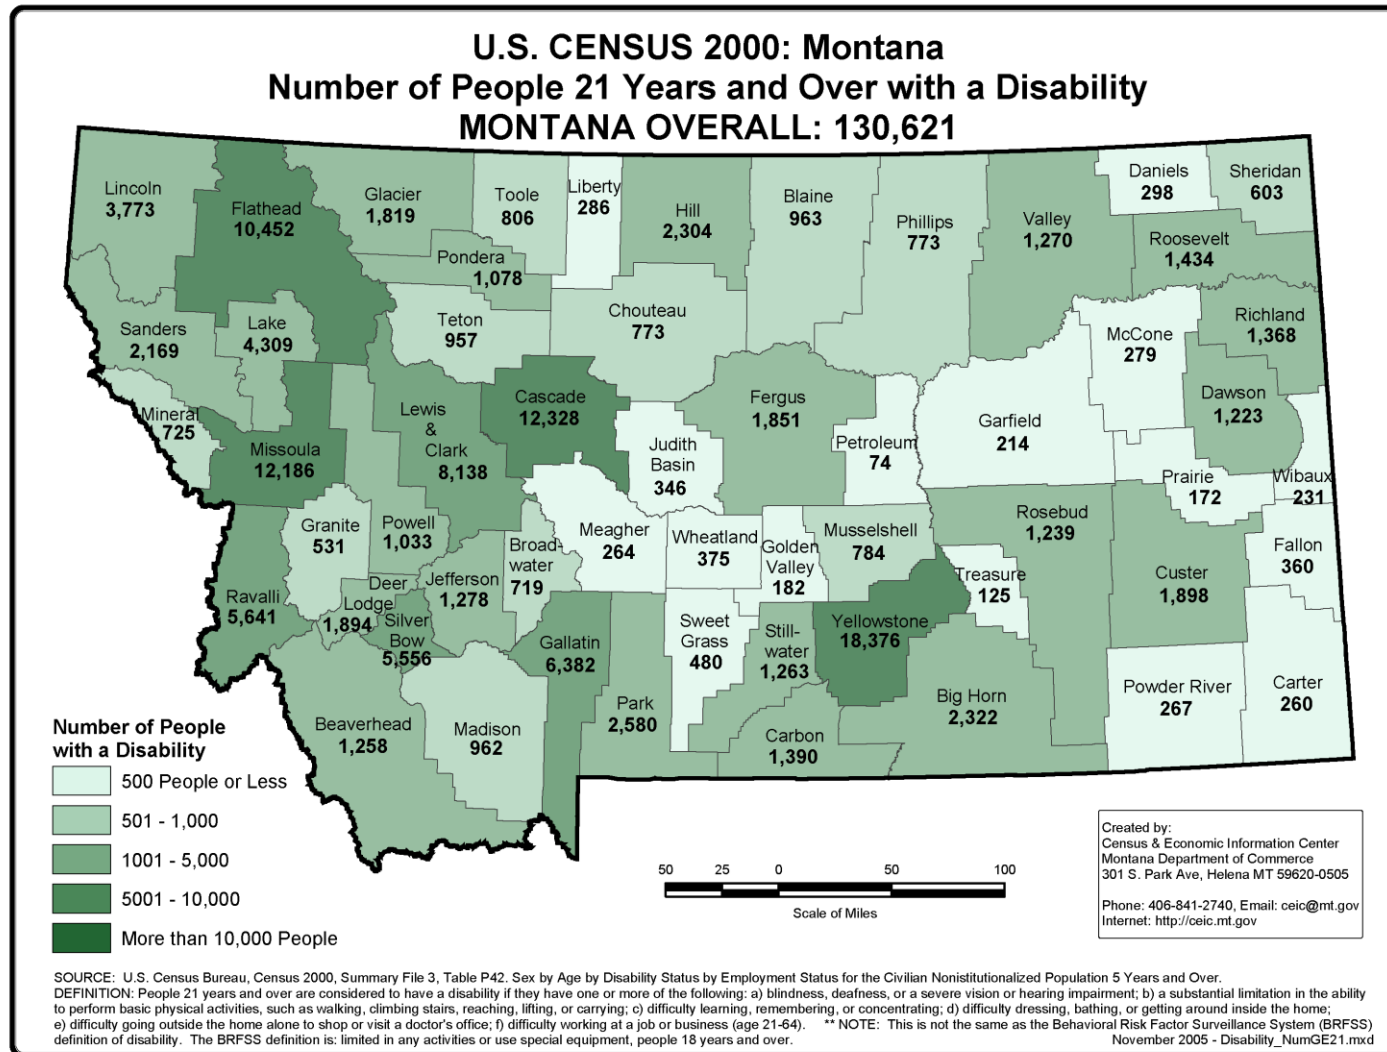 U.S. CENSUS 2000: Montana
Number of People 21 Years and Over with a Disability
MONTANA OVERALL: 130,621
Lincoln
3,773
Flathead
10,452
Glacier
1,819
Toole
806
Liberty
286
Hill
2,304
Blaine
963
Phillips
773
Valley
1,270
Daniels
298
Sheridan
603
Roosevelt
1,434
Pondera
1,078
Sanders
2,169
Lake
4,309
Teton
957
Chouteau
773
McCone
279
Richland
1,368
Mineral
725
Missoula
12,186
Lewis
&
Clark
8,138
Cascade
12,328
Judith
Basin
346
Fergus
1,851
Petroleum
74
Garfield
214
Dawson
1,223
Prairie
172
Wibaux
231
Granite
531
Powell
1,033
Meagher
264
Wheatland
375
Golden
Valley
182
Musselshell
784
Rosebud
1,239
Treasure
125
Custer
1,898
Fallon
360
Ravalli
5,641
Deer
Lodge
1,894
Silver
Bow
5,556
Jefferson
1,278
Broad-
water
719
Gallatin
6,382
Park
2,580
Sweet
Grass
480
Still-
water
1,263
Yellowstone
18,376
Big Horn
2,322
Powder River
267
Carter
260
Beaverhead
1,258
Madison
962
Carbon
1,390
Number of People
with a Disability
500 People or Less
501 - 1,000
1001 - 5,000
5001 - 10,000
More than 10,000 People
50 25 0 50 100
Scale of Miles
Created by:
Census & Economic Information Center
Montana Department of Commerce
301 S. Park Ave, Helena MT 59620-0505
Phone: 406-841-2740, Email: ceic@mt.gov
Internet: http://ceic.mt.gov
SOURCE: U.S. Census Bureau, Census 2000, Summary File 3, Table P42. Sex by Age by Disability Status by Employment Status for the Civilian Nonistitutionalized Population 5 Years and Over.
DEFINITION: People 21 years and over are considered to have a disability if they have one or more of the following: a) blindness, deafness, or a severe vision or hearing impairment; b) a substantial limitation in the ability
to perform basic physical activities, such as walking, climbing stairs, reaching, lifting, or carrying; c) difficulty learning, remembering, or concentrating; d) difficulty dressing, bathing, or getting around inside the home;
e) difficulty going outside the home alone to shop or visit a doctor's office; f) difficulty working at a job or business (age 21-64). ** NOTE: This is not the same as the Behavioral Risk Factor Surveillance System (BRFSS)
definition of disability. The BRFSS definition is: limited in any activities or use special equipment, people 18 years and over. November 2005 - Disability_NumGE21.mxd